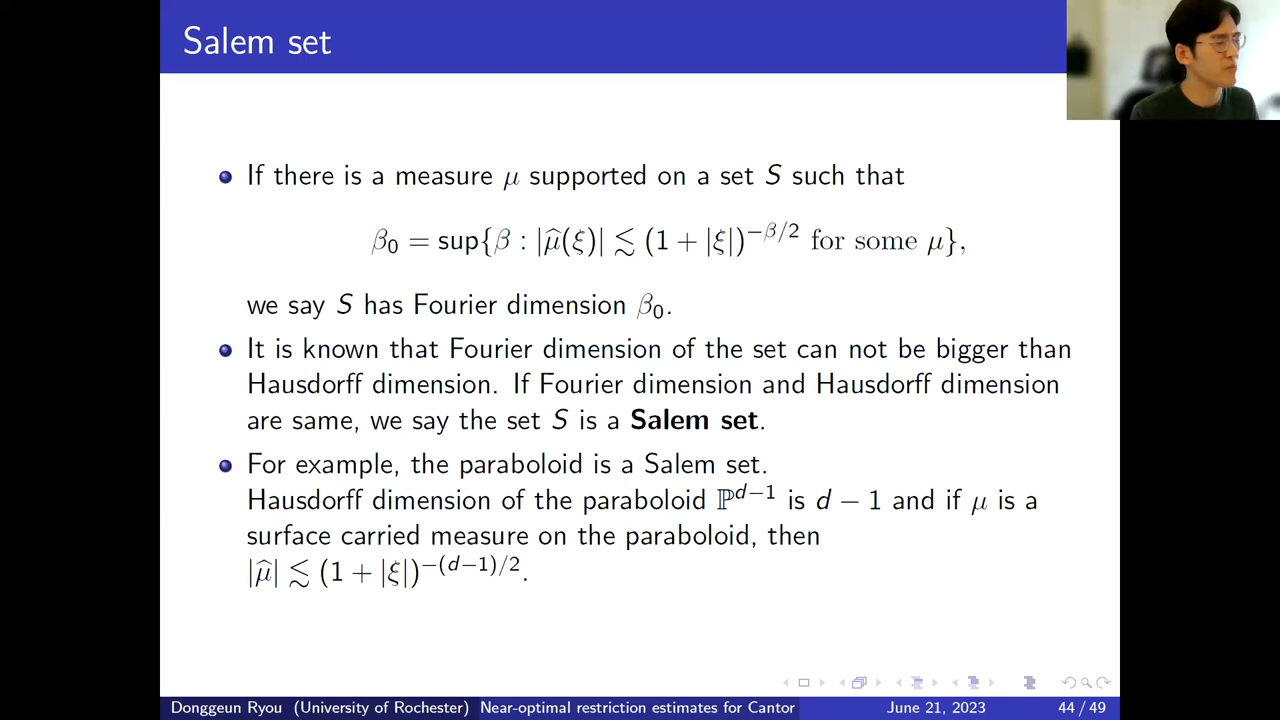 Salem set
If there is a measure μ supported on a set S such that
β₀ = sup{β : |μ̂(ξ)| ≲ (1 + |ξ|)^{−β/2} for some μ},
we say S has Fourier dimension β₀.
It is known that Fourier dimension of the set can not be bigger than
Hausdorff dimension. If Fourier dimension and Hausdorff dimension
are same, we say the set S is a Salem set.
For example, the paraboloid is a Salem set.
Hausdorff dimension of the paraboloid ℙ^{d−1} is d − 1 and if μ is a
surface carried measure on the paraboloid, then
|μ̂| ≲ (1 + |ξ|)^{−(d−1)/2}.
Donggeun Ryou (University of Rochester) Near-optimal restriction estimates for Cantor June 21, 2023 44 / 49